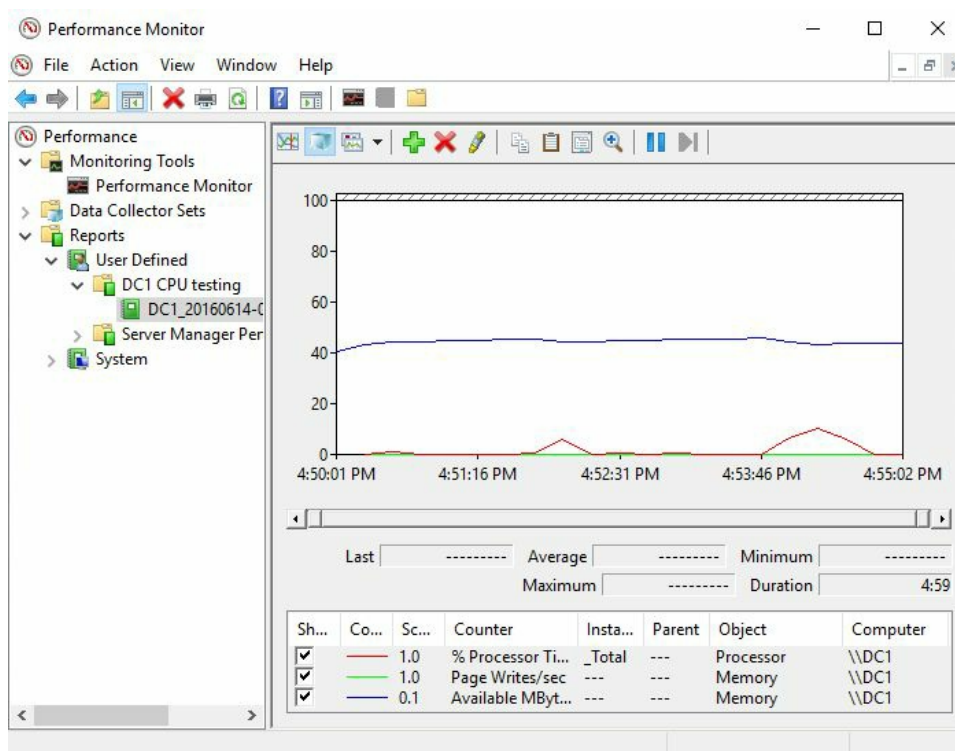 Performance Monitor
File Action View Window Help
Performance
Monitoring Tools
Performance Monitor
Data Collector Sets
Reports
User Defined
DC1 CPU testing
DC1_20160614-0
Server Manager Per
System
100
80
60
40
20
0
4:50:01 PM 4:51:16 PM 4:52:31 PM 4:53:46 PM 4:55:02 PM
Last --------- Average --------- Minimum ---------
Maximum --------- Duration 4:59
Sh... Co... Sc... Counter Insta... Parent Object Computer
1.0 % Processor Ti... _Total --- Processor \\DC1
1.0 Page Writes/sec --- --- Memory \\DC1
0.1 Available MByt... --- --- Memory \\DC1